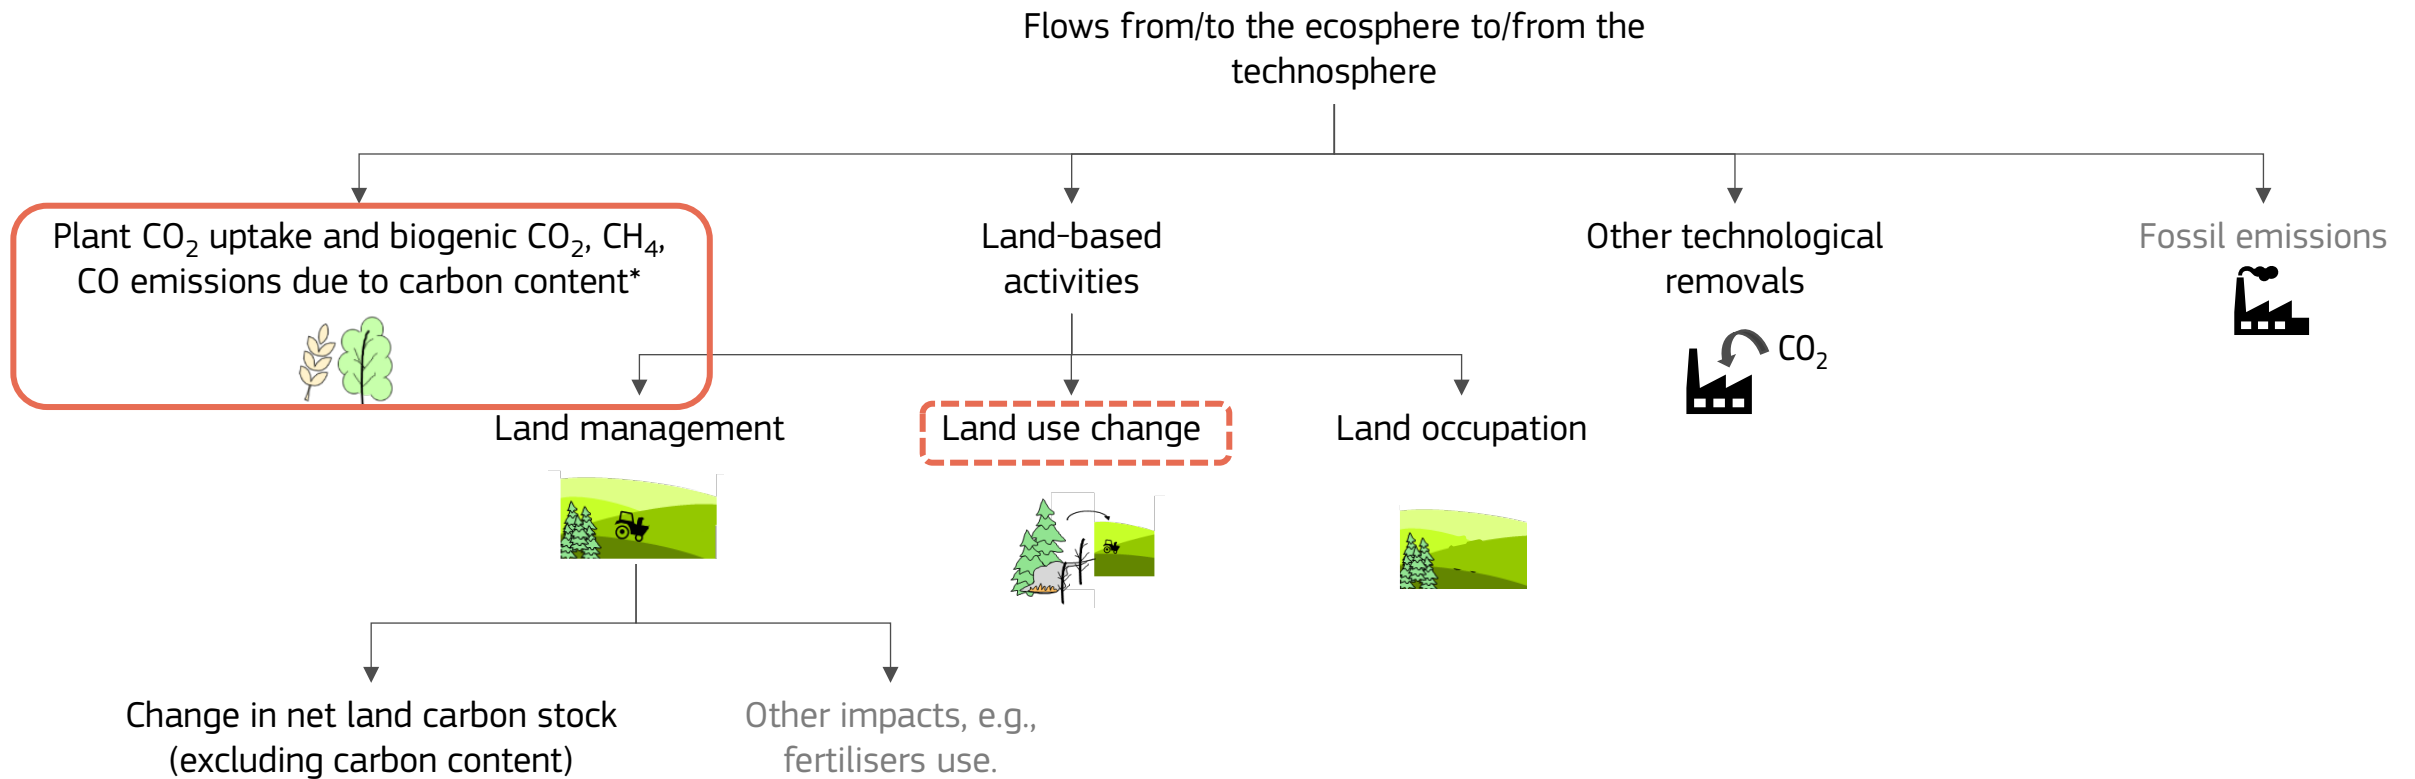 Flows from/to the ecosphere to/from the
technosphere
Plant CO₂ uptake and biogenic CO₂, CH₄,
CO emissions due to carbon content*
Land-based
activities
Other technological
removals
Fossil emissions
CO₂
Land management
Land use change
Land occupation
Change in net land carbon stock
(excluding carbon content)
Other impacts, e.g.,
fertilisers use.